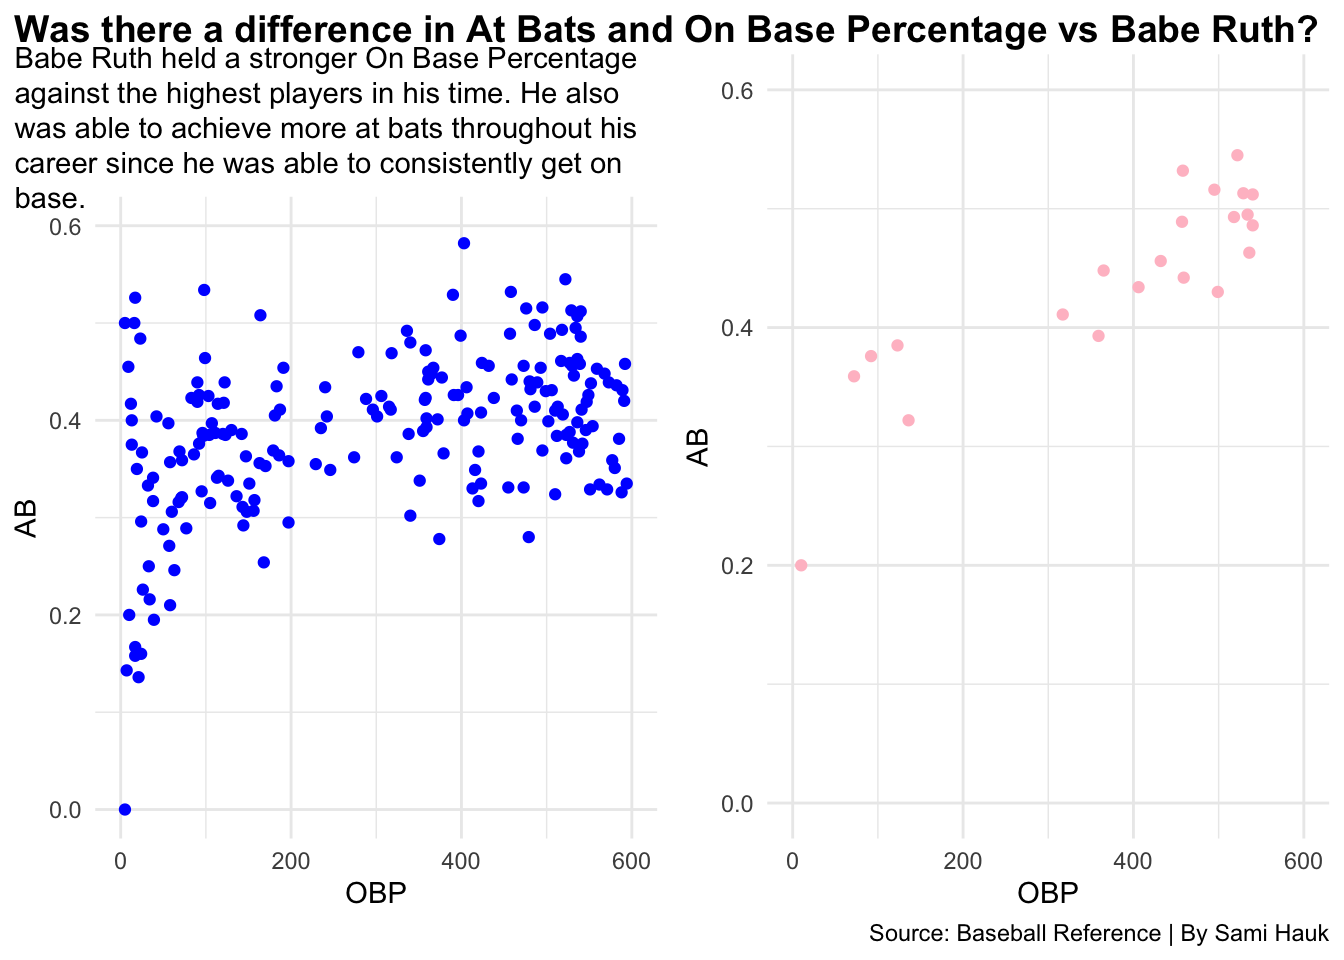 Was there a difference in At Bats and On Base Percentage vs Babe Ruth?
Babe Ruth held a stronger On Base Percentage
against the highest players in his time. He also
was able to achieve more at bats throughout his
career since he was able to consistently get on
base.
0.6
0.4
0.2
0.0
AB
0 200 400 600
OBP
0.6
0.4
0.2
0.0
AB
0 200 400 600
OBP
Source: Baseball Reference | By Sami Hauk